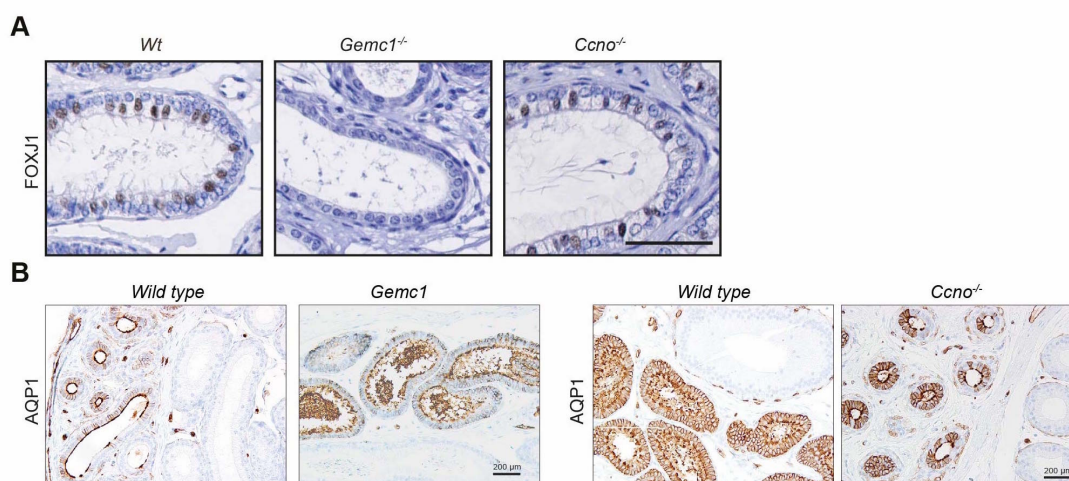 A
Wt Gemc1-/- Ccno-/-
FOXJ1
B
Wild type Gemc1 Wild type Ccno-/-
AQP1 AQP1
200 µm 200 µm